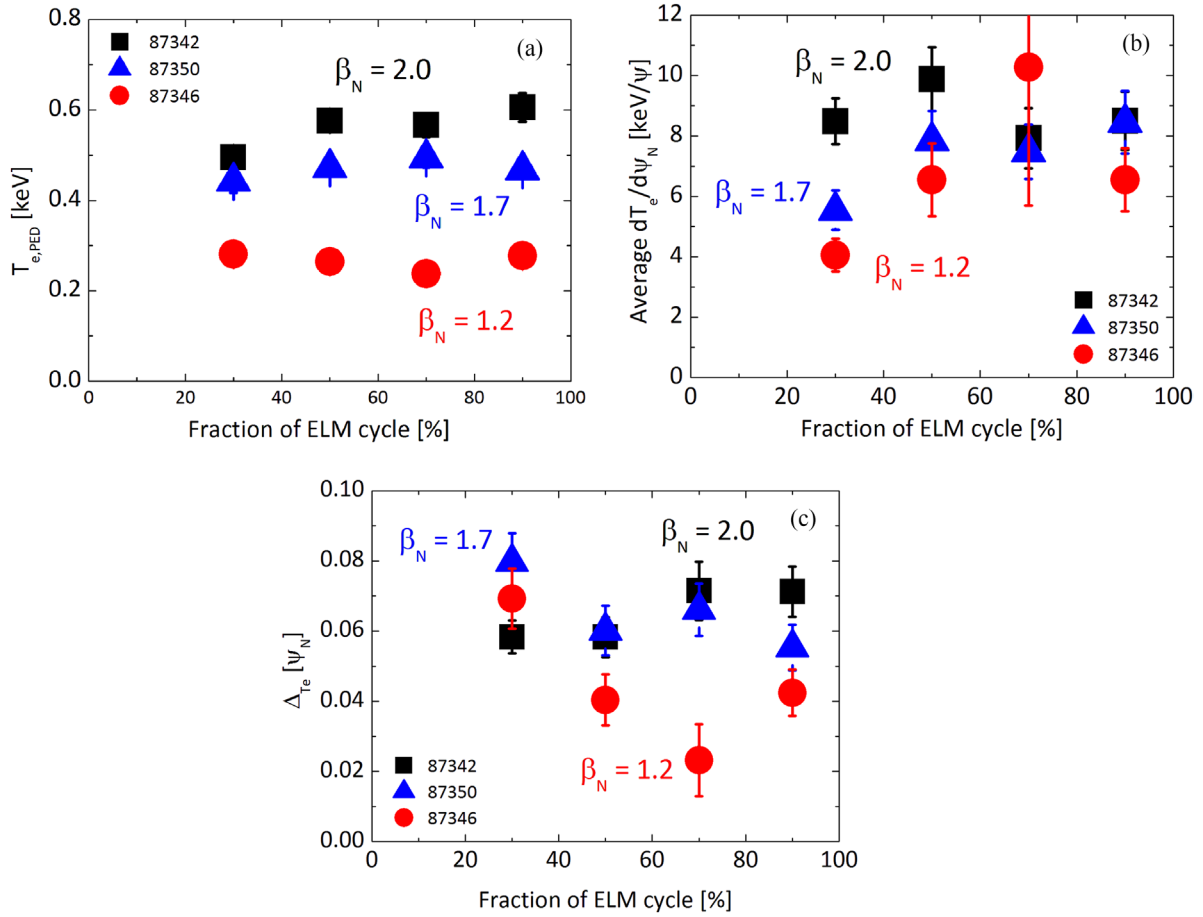 (a)
87342
87350
87346
β_N = 2.0
β_N = 1.7
β_N = 1.2
T_e,PED [keV]
0.8
0.6
0.4
0.2
0.0
0 20 40 60 80 100
Fraction of ELM cycle [%]
(b)
β_N = 2.0
β_N = 1.7
β_N = 1.2
87342
87350
87346
Average dT_e/dψ_N [keV/ψ]
12
10
8
6
4
2
0
0 20 40 60 80 100
Fraction of ELM cycle [%]
(c)
β_N = 1.7
β_N = 2.0
β_N = 1.2
87342
87350
87346
Δ_Te [ψ_N]
0.10
0.08
0.06
0.04
0.02
0.00
0 20 40 60 80 100
Fraction of ELM cycle [%]